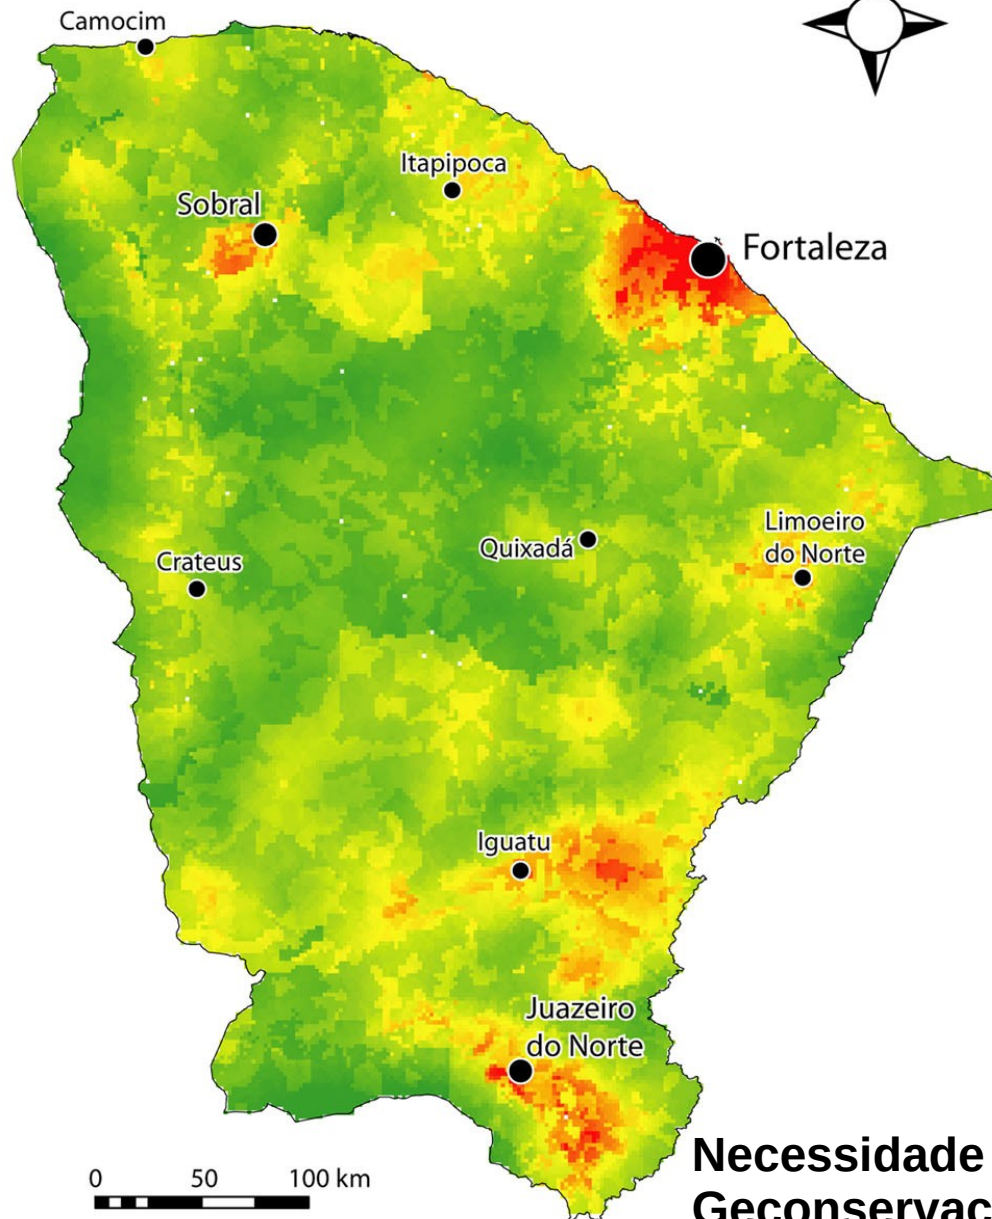 Camocim
Itapipoca
Sobral
Fortaleza
Limoeiro
do Norte
Quixadá
Crateus
Iguatu
Juazeiro
do Norte
0 50 100 km
Necessidade